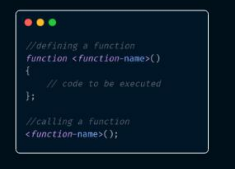 //defining a function
function <function-name>()
{
// code to be executed
};
//calling a function
<function-name>();